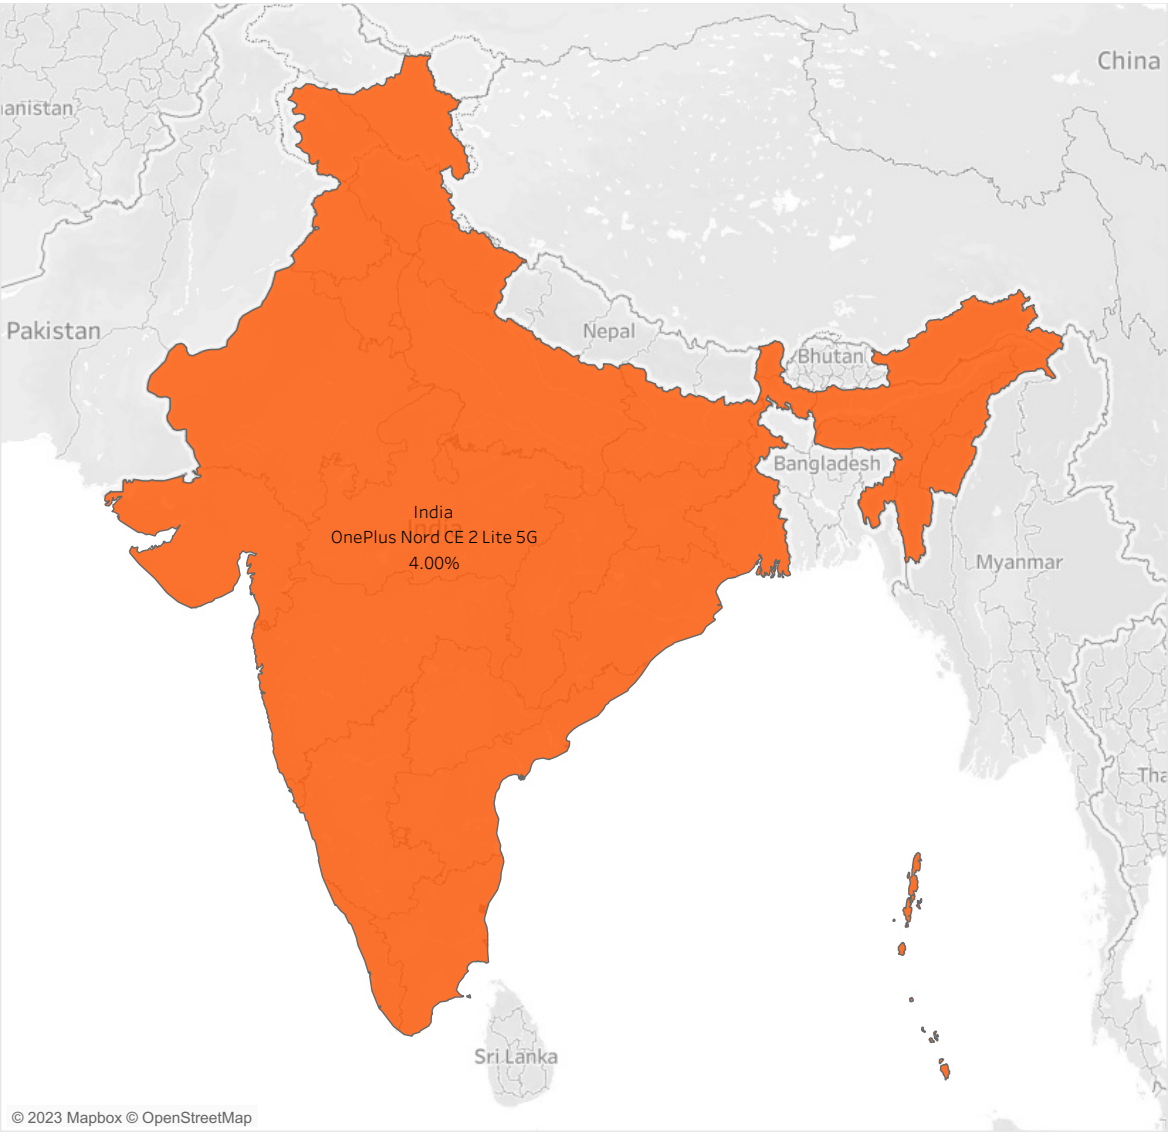 China
anistan
Pakistan
Nepal
Bhutan
Bangladesh
India
India
OnePlus Nord CE 2 Lite 5G
4.00%
Myanmar
Tha
Sri Lanka
© 2023 Mapbox © OpenStreetMap